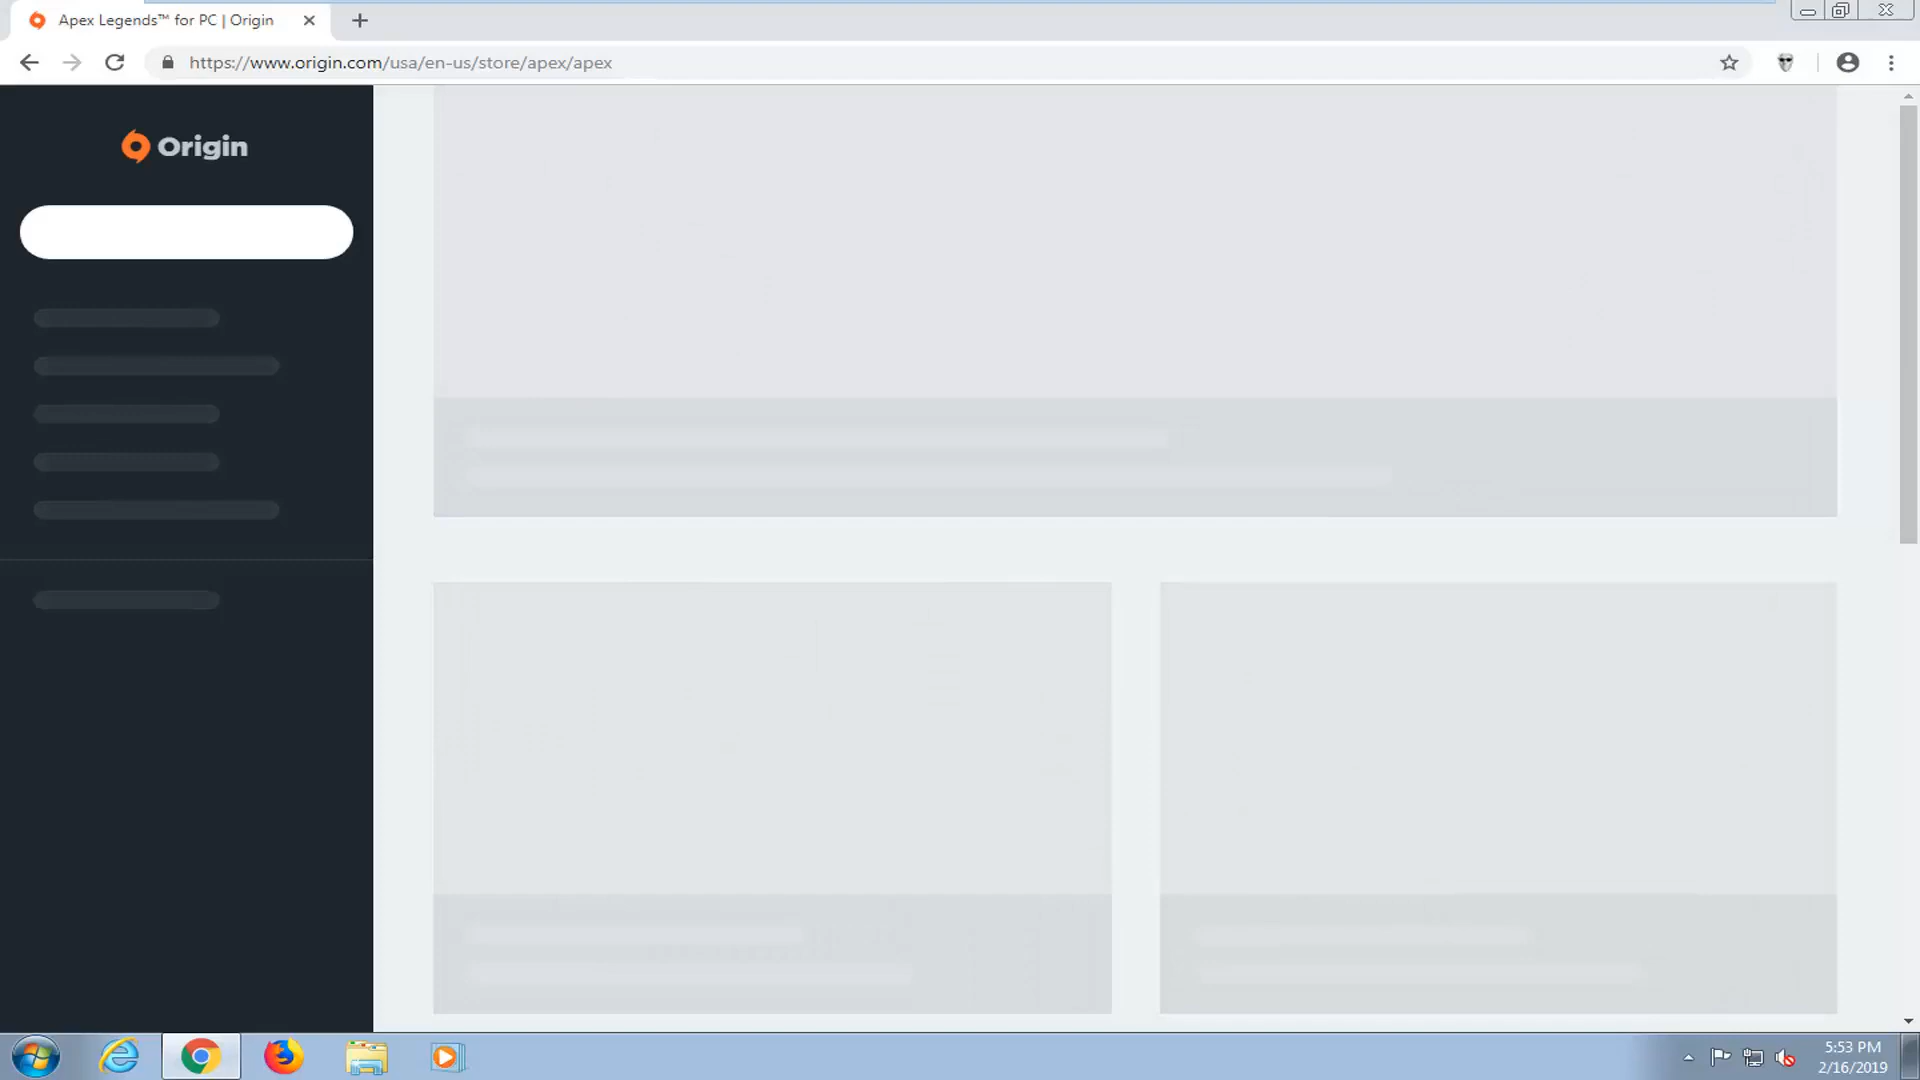 Apex Legends™ for PC | Origin
https://www.origin.com/usa/en-us/store/apex/apex
Origin
5:53 PM
2/16/2019